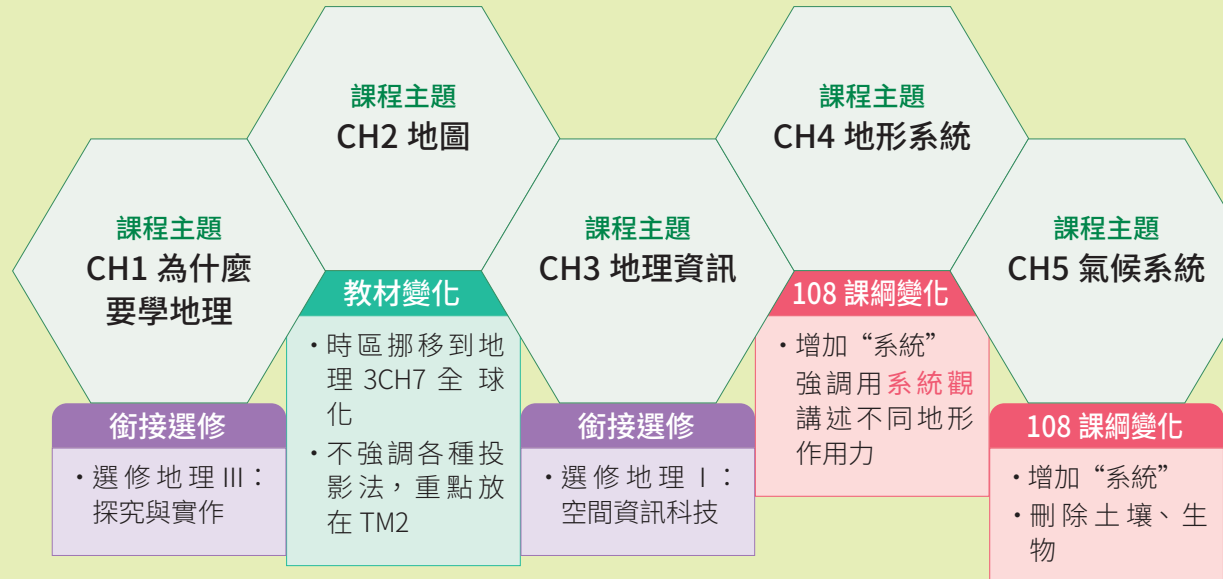 課程主題
CH1 為什麼
要學地理
銜接選修
・選修地理 III：
探究與實作
課程主題
CH2 地圖
教材變化
・時區挪移到地
理 3CH7 全球
化
・不強調各種投
影法，重點放
在 TM2
課程主題
CH3 地理資訊
銜接選修
・選修地理 I：
空間資訊科技
課程主題
CH4 地形系統
108 課綱變化
・增加“系統”
強調用系統觀
講述不同地形
作用力
課程主題
CH5 氣候系統
108 課綱變化
・增加“系統”
・刪除土壤、生
物